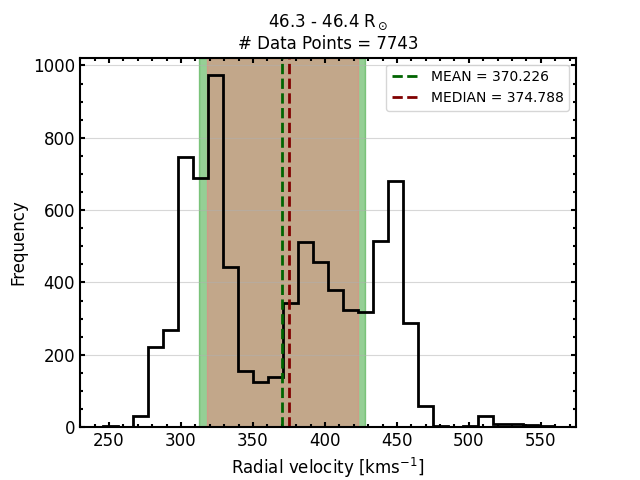 46.3 - 46.4 R⊙
# Data Points = 7743
MEAN = 370.226
MEDIAN = 374.788
Frequency
1000
800
600
400
200
0
250 300 350 400 450 500 550
Radial velocity [kms⁻¹]